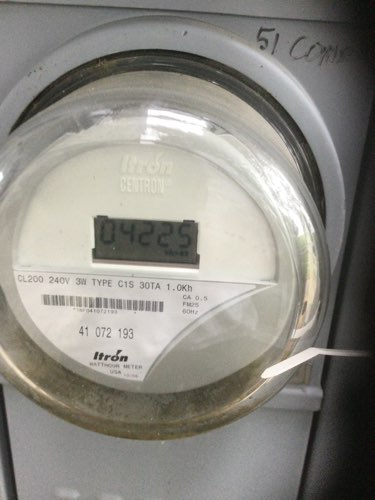 51
Itron
CENTRON
04225
CL200 240V 3W TYPE C1S 30TA 1.0Kh
CA 0.5
FM2S
60Hz
41 072 193
Itron
WATTHOUR METER
USA